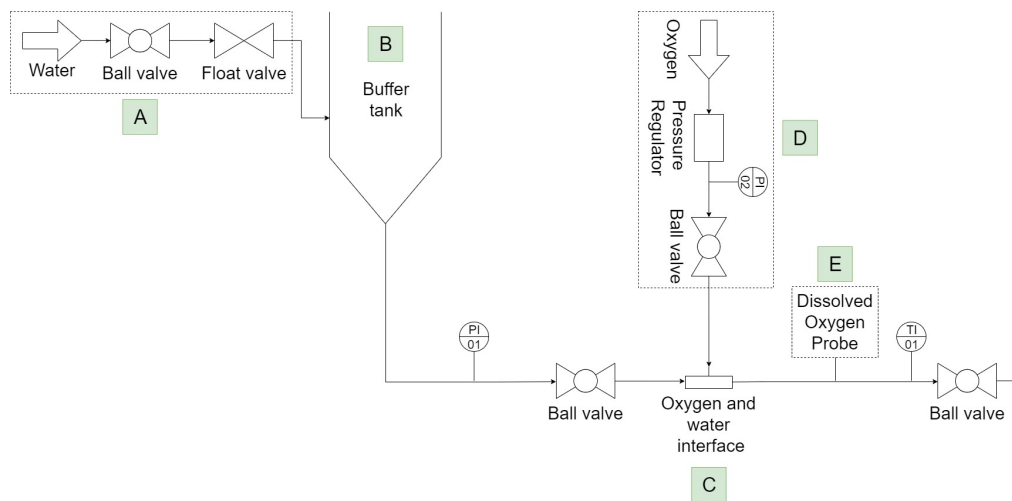 Water
Ball valve
Float valve
A
B
Buffer
tank
Oxygen
Pressure
Regulator
PI
02
Ball valve
D
E
Dissolved
Oxygen
Probe
PI
01
TI
01
Ball valve
Oxygen and
water
interface
C
Ball valve